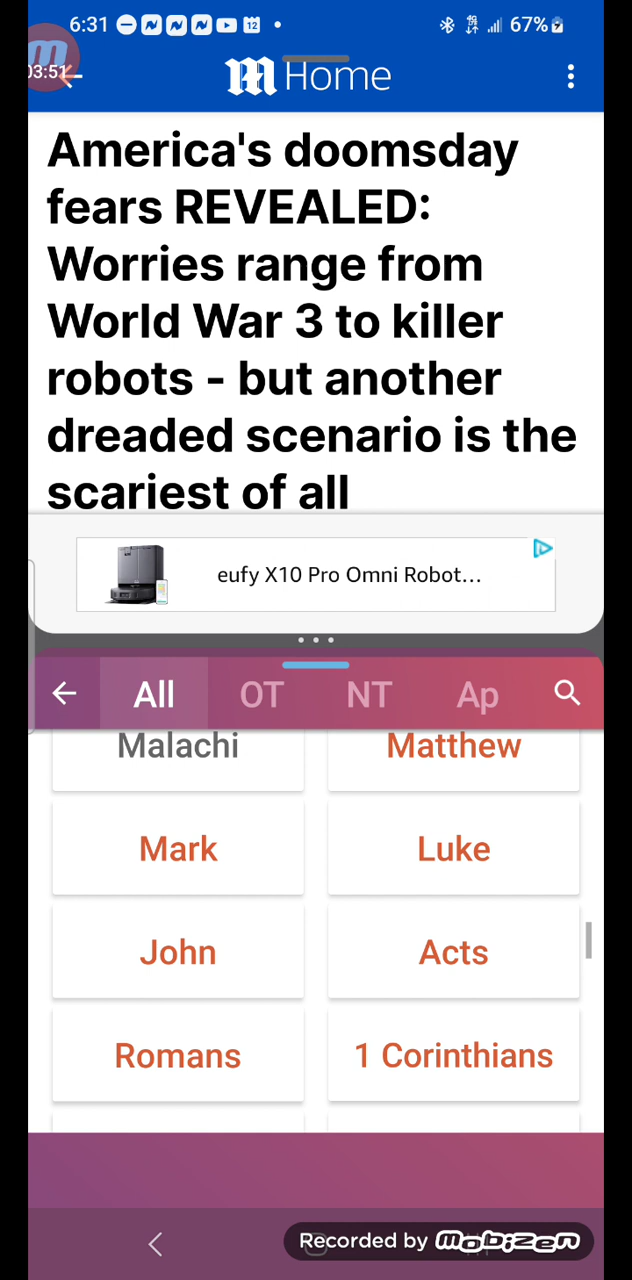 6:31
12
4G
67%
03:51
Home
America's doomsday
fears REVEALED:
Worries range from
World War 3 to killer
robots - but another
dreaded scenario is the
scariest of all
eufy X10 Pro Omni Robot...
All OT NT Ap
Malachi Matthew
Mark Luke
John Acts
Romans 1 Corinthians
Recorded by mobizen